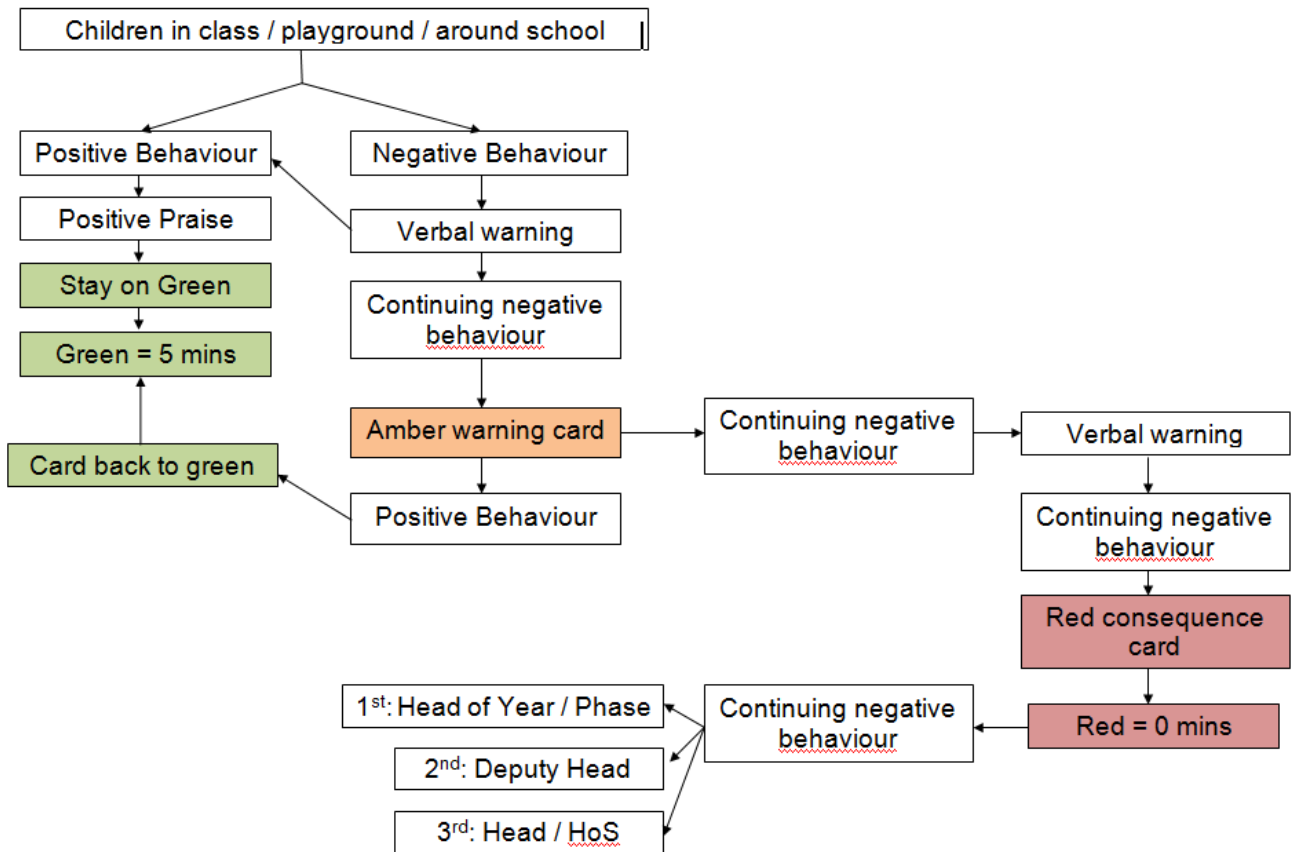 Children in class / playground / around school
Positive Behaviour
Negative Behaviour
Positive Praise
Verbal warning
Stay on Green
Continuing negative
behaviour
Green = 5 mins
Amber warning card
Continuing negative
behaviour
Verbal warning
Card back to green
Positive Behaviour
Continuing negative
behaviour
Red consequence
card
Red = 0 mins
Continuing negative
behaviour
1st: Head of Year / Phase
2nd: Deputy Head
3rd: Head / HoS